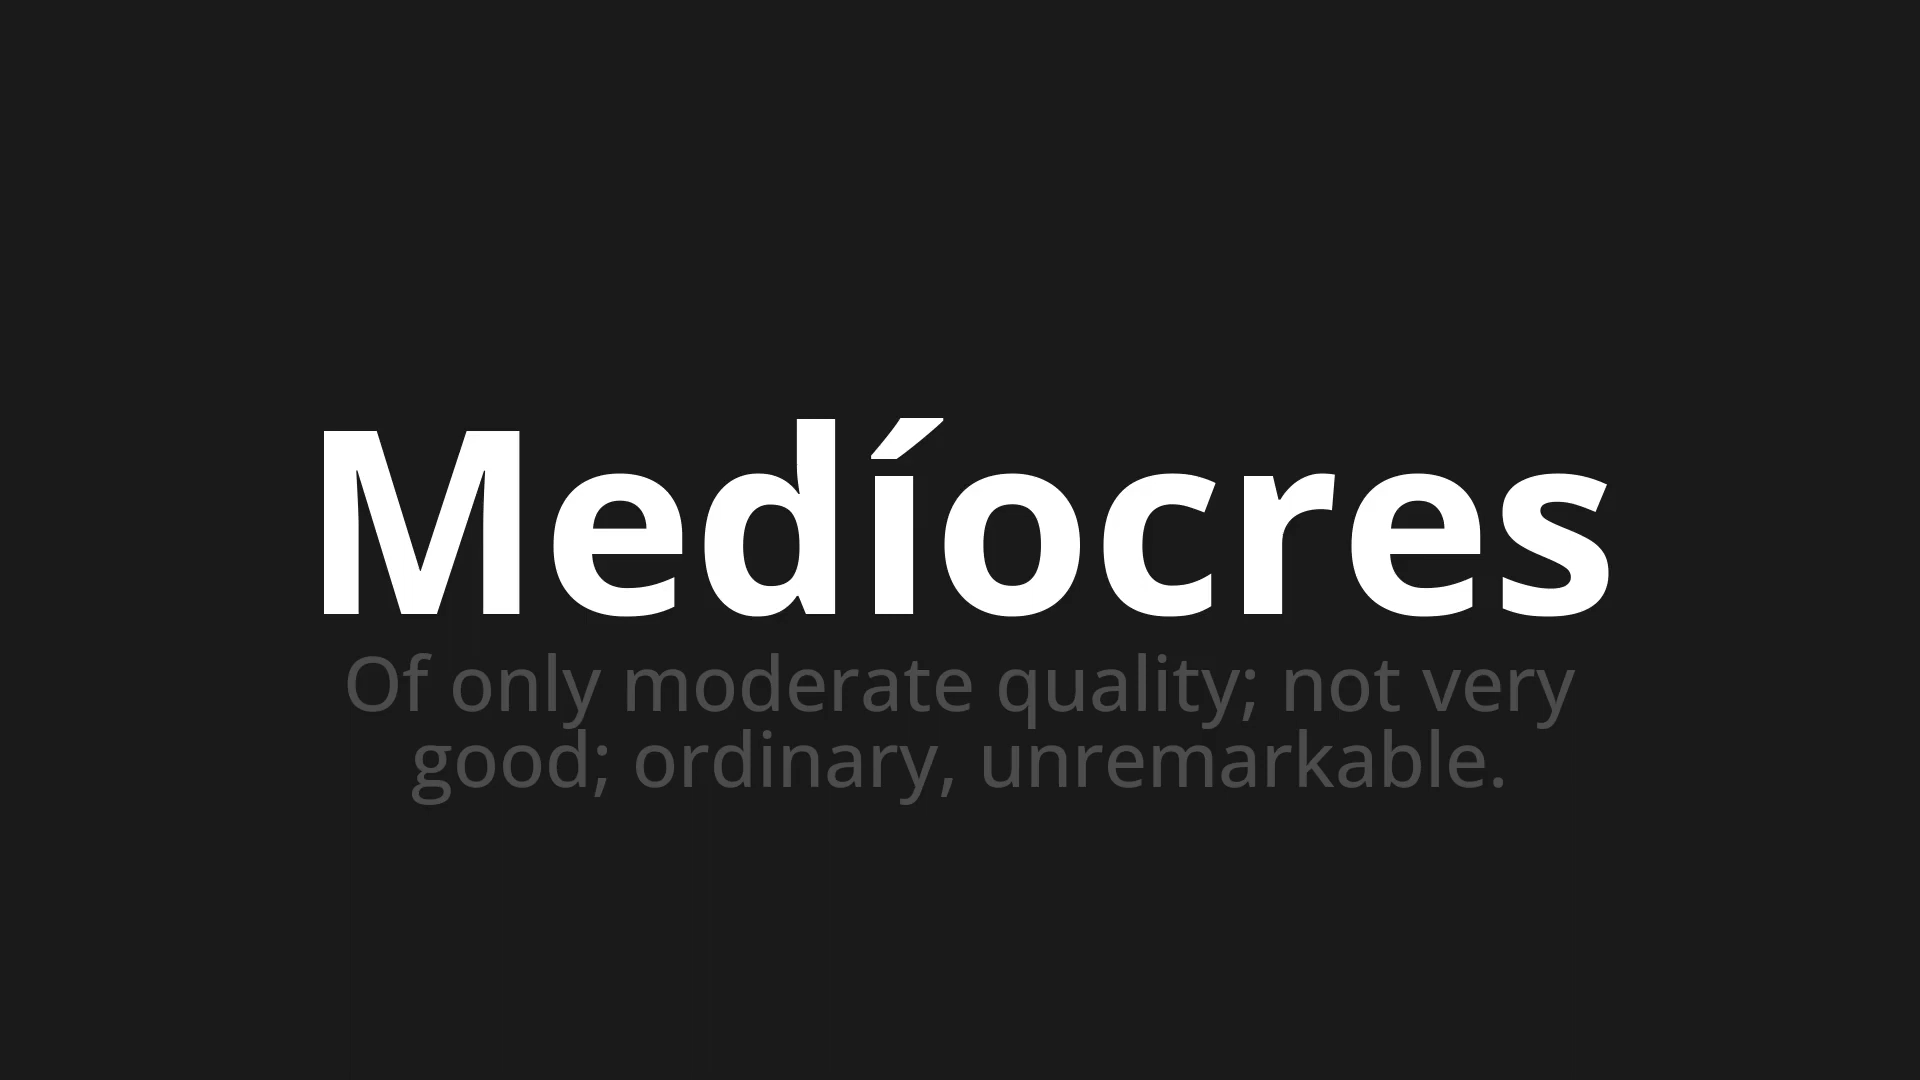 Medíocres
Of only moderate quality; not very
good; ordinary, unremarkable.